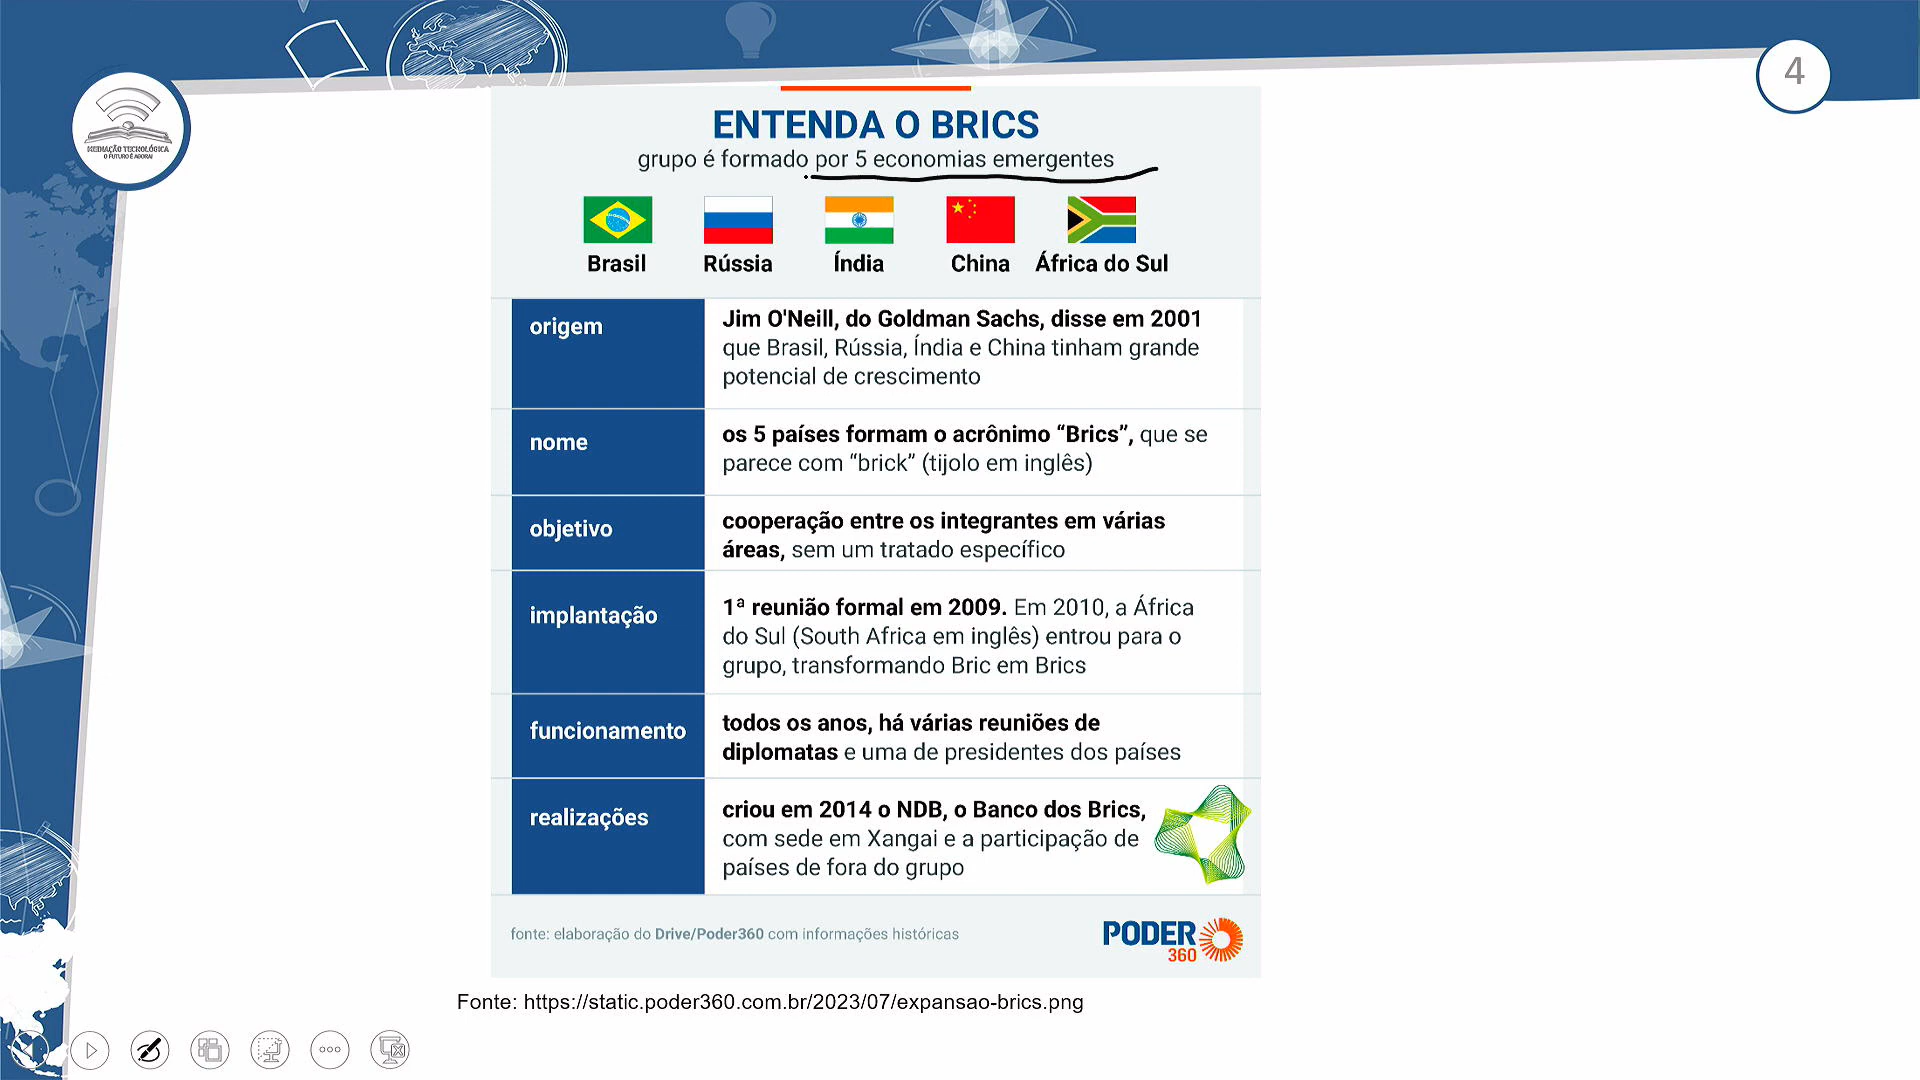 4
MEDIAÇÃO TECNOLÓGICA
O FUTURO É AGORA!
ENTENDA O BRICS
grupo é formado por 5 economias emergentes
Brasil Rússia Índia China África do Sul
origem
Jim O'Neill, do Goldman Sachs, disse em 2001
que Brasil, Rússia, Índia e China tinham grande
potencial de crescimento
nome
os 5 países formam o acrônimo “Brics”, que se
parece com “brick” (tijolo em inglês)
objetivo
cooperação entre os integrantes em várias
áreas, sem um tratado específico
implantação
1ª reunião formal em 2009. Em 2010, a África
do Sul (South Africa em inglês) entrou para o
grupo, transformando Bric em Brics
funcionamento
todos os anos, há várias reuniões de
diplomatas e uma de presidentes dos países
realizações
criou em 2014 o NDB, o Banco dos Brics,
com sede em Xangai e a participação de
países de fora do grupo
fonte: elaboração do Drive/Poder360 com informações históricas
PODER
360
Fonte: https://static.poder360.com.br/2023/07/expansao-brics.png